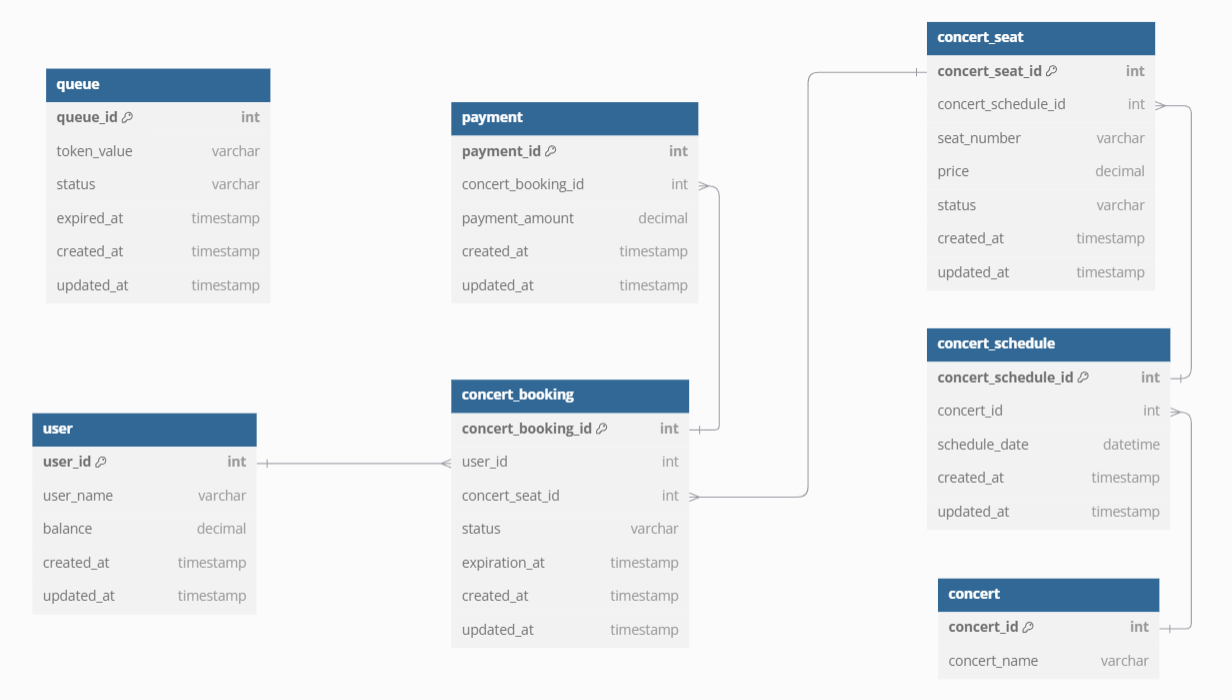 queue
queue_id int
token_value varchar
status varchar
expired_at timestamp
created_at timestamp
updated_at timestamp
payment
payment_id int
concert_booking_id int
payment_amount decimal
created_at timestamp
updated_at timestamp
concert_seat
concert_seat_id int
concert_schedule_id int
seat_number varchar
price decimal
status varchar
created_at timestamp
updated_at timestamp
user
user_id int
user_name varchar
balance decimal
created_at timestamp
updated_at timestamp
concert_booking
concert_booking_id int
user_id int
concert_seat_id int
status varchar
expiration_at timestamp
created_at timestamp
updated_at timestamp
concert_schedule
concert_schedule_id int
concert_id int
schedule_date datetime
created_at timestamp
updated_at timestamp
concert
concert_id int
concert_name varchar